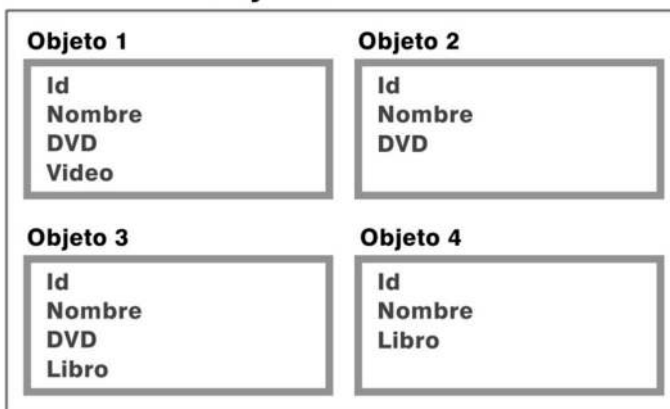 Objeto 1
Id
Nombre
DVD
Video
Objeto 2
Id
Nombre
DVD
Objeto 3
Id
Nombre
DVD
Libro
Objeto 4
Id
Nombre
Libro